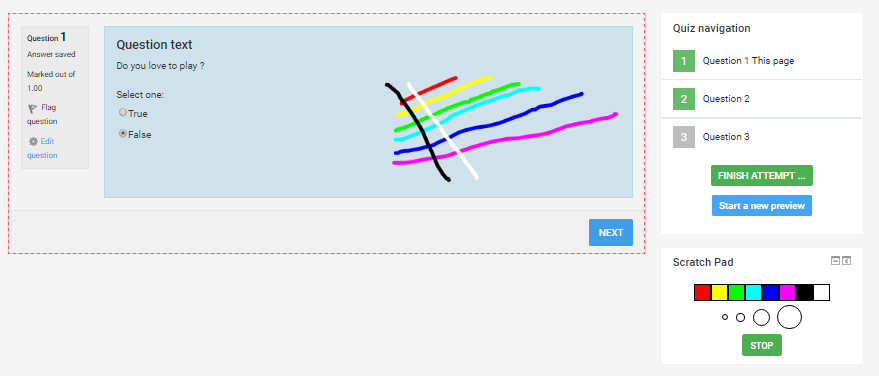 Question 1
Answer saved
Marked out of
1.00
Flag
question
Edit
question
Question text
Do you love to play ?
Select one:
True
False
NEXT
Quiz navigation
1 Question 1 This page
2 Question 2
3 Question 3
FINISH ATTEMPT ...
Start a new preview
Scratch Pad
STOP